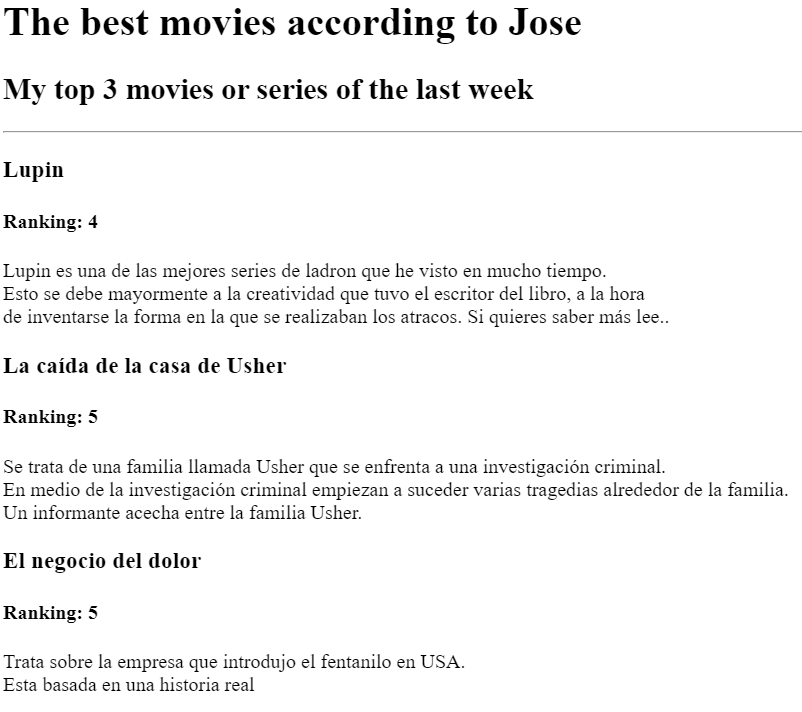 The best movies according to Jose
My top 3 movies or series of the last week
Lupin
Ranking: 4
Lupin es una de las mejores series de ladron que he visto en mucho tiempo.
Esto se debe mayormente a la creatividad que tuvo el escritor del libro, a la hora
de inventarse la forma en la que se realizaban los atracos. Si quieres saber más lee..
La caída de la casa de Usher
Ranking: 5
Se trata de una familia llamada Usher que se enfrenta a una investigación criminal.
En medio de la investigación criminal empiezan a suceder varias tragedias alrededor de la familia.
Un informante acecha entre la familia Usher.
El negocio del dolor
Ranking: 5
Trata sobre la empresa que introdujo el fentanilo en USA.
Esta basada en una historia real